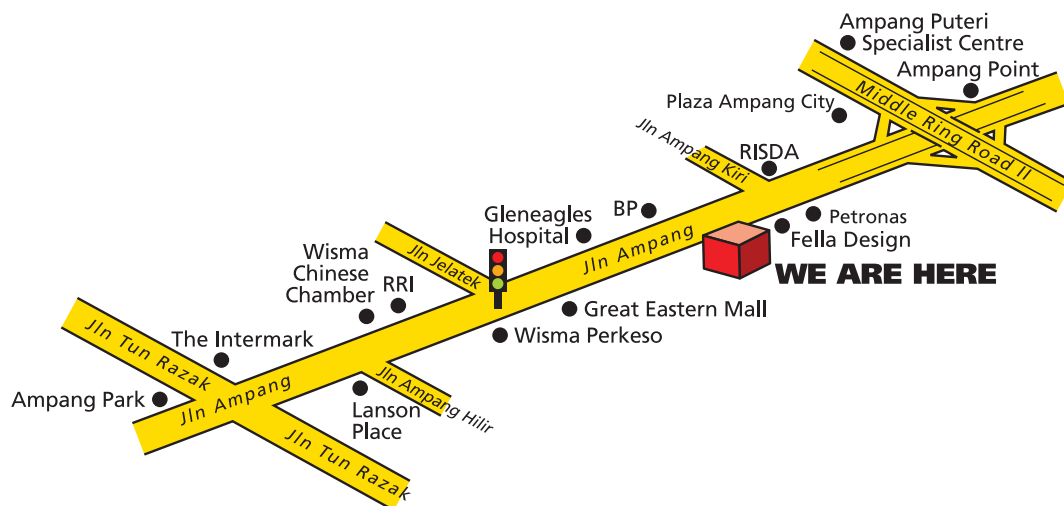 Ampang Puteri
Specialist Centre
Ampang Point
Middle Ring Road II
Plaza Ampang City
Jln Ampang Kiri
RISDA
BP
Petronas
Fella Design
WE ARE HERE
Gleneagles
Hospital
Jln Ampang
Jln Jelatek
Wisma
Chinese
Chamber
RRI
Great Eastern Mall
Wisma Perkeso
Jln Tun Razak
The Intermark
Jln Ampang
Jln Ampang Hilir
Ampang Park
Lanson
Place
Jln Tun Razak